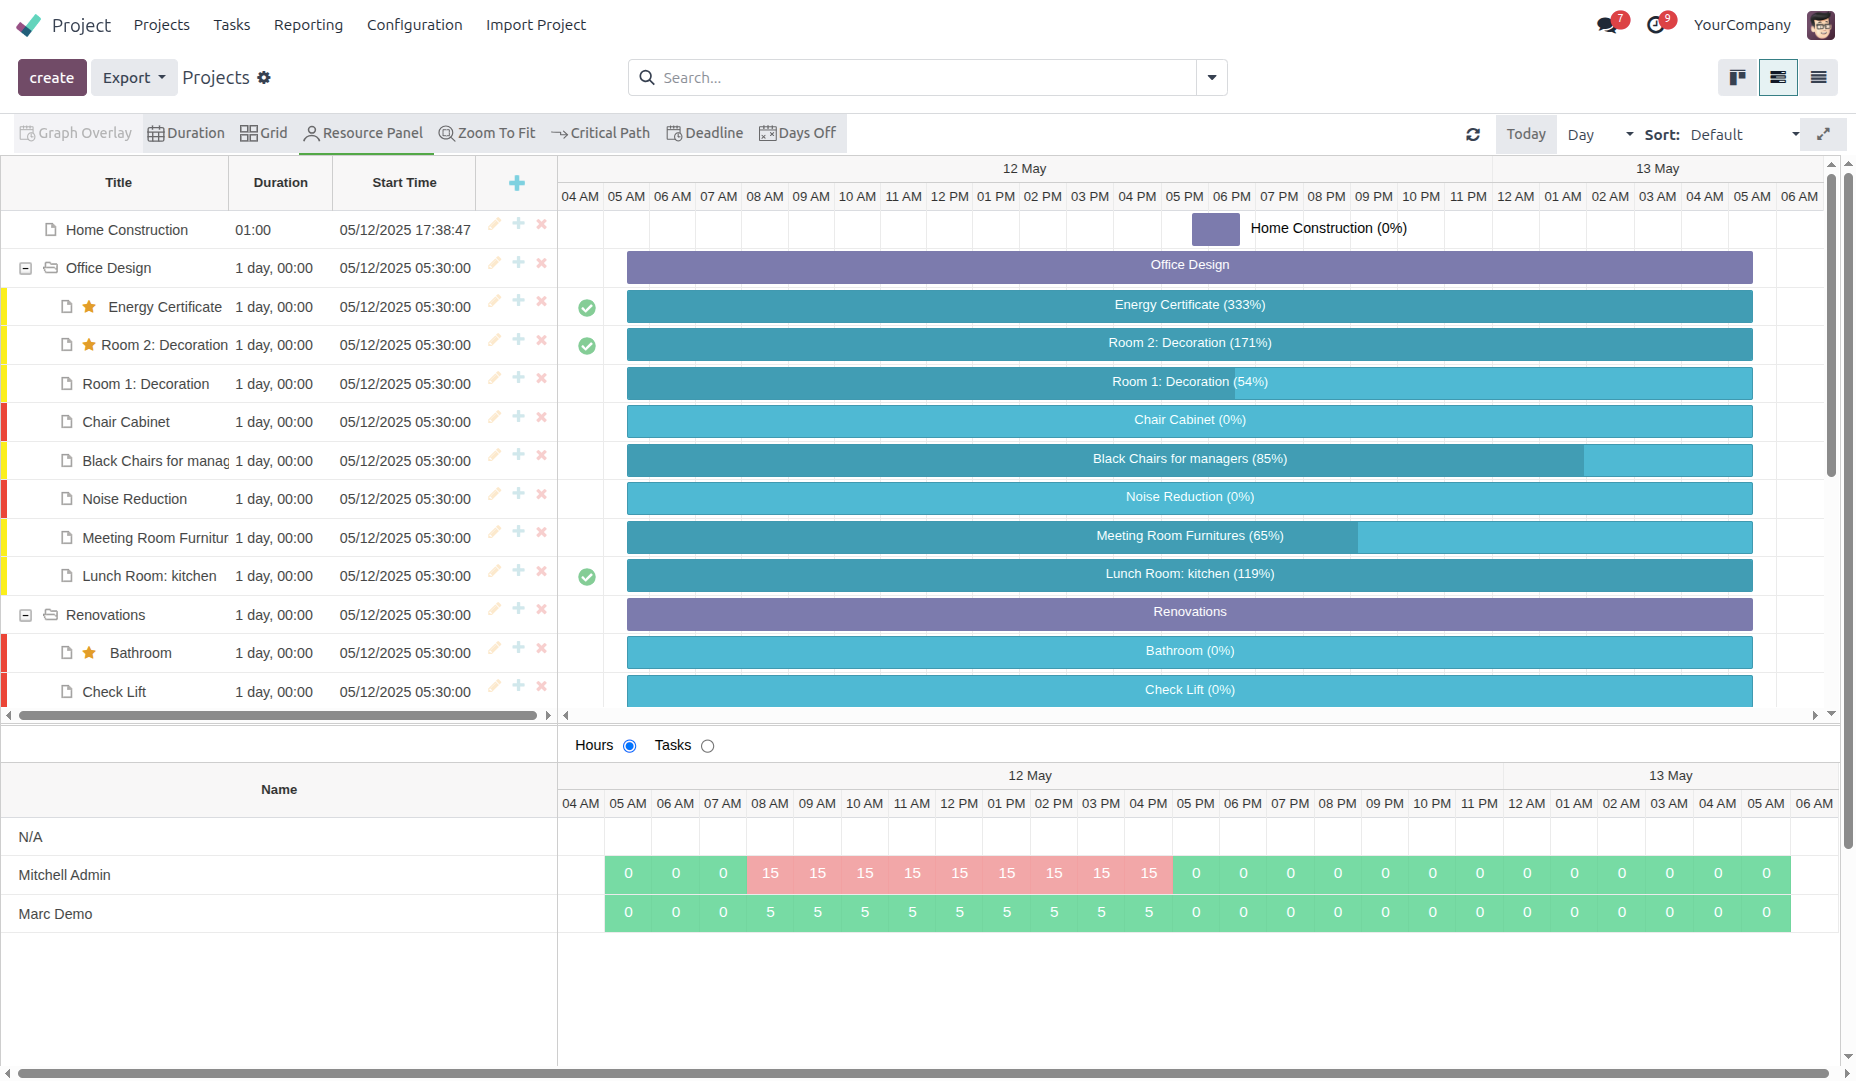 Project Projects Tasks Reporting Configuration Import Project 7 9 YourCompany
create Export Projects Search...
Graph Overlay Duration Grid Resource Panel Zoom To Fit Critical Path Deadline Days Off Today Day Sort: Default
Title Duration Start Time 12 May 13 May
04 AM 05 AM 06 AM 07 AM 08 AM 09 AM 10 AM 11 AM 12 PM 01 PM 02 PM 03 PM 04 PM 05 PM 06 PM 07 PM 08 PM 09 PM 10 PM 11 PM 12 AM 01 AM 02 AM 03 AM 04 AM 05 AM 06 AM
Home Construction 01:00 05/12/2025 17:38:47 Home Construction (0%)
Office Design 1 day, 00:00 05/12/2025 05:30:00 Office Design
Energy Certificate 1 day, 00:00 05/12/2025 05:30:00 Energy Certificate (333%)
Room 2: Decoration 1 day, 00:00 05/12/2025 05:30:00 Room 2: Decoration (171%)
Room 1: Decoration 1 day, 00:00 05/12/2025 05:30:00 Room 1: Decoration (54%)
Chair Cabinet 1 day, 00:00 05/12/2025 05:30:00 Chair Cabinet (0%)
Black Chairs for manag 1 day, 00:00 05/12/2025 05:30:00 Black Chairs for managers (85%)
Noise Reduction 1 day, 00:00 05/12/2025 05:30:00 Noise Reduction (0%)
Meeting Room Furnitur 1 day, 00:00 05/12/2025 05:30:00 Meeting Room Furnitures (65%)
Lunch Room: kitchen 1 day, 00:00 05/12/2025 05:30:00 Lunch Room: kitchen (119%)
Renovations 1 day, 00:00 05/12/2025 05:30:00 Renovations
Bathroom 1 day, 00:00 05/12/2025 05:30:00 Bathroom (0%)
Check Lift 1 day, 00:00 05/12/2025 05:30:00 Check Lift (0%)
Hours Tasks
Name 12 May 13 May
04 AM 05 AM 06 AM 07 AM 08 AM 09 AM 10 AM 11 AM 12 PM 01 PM 02 PM 03 PM 04 PM 05 PM 06 PM 07 PM 08 PM 09 PM 10 PM 11 PM 12 AM 01 AM 02 AM 03 AM 04 AM 05 AM 06 AM
N/A
Mitchell Admin 0 0 0 15 15 15 15 15 15 15 15 15 0 0 0 0 0 0 0 0 0 0 0 0 0
Marc Demo 0 0 0 5 5 5 5 5 5 5 5 5 0 0 0 0 0 0 0 0 0 0 0 0 0